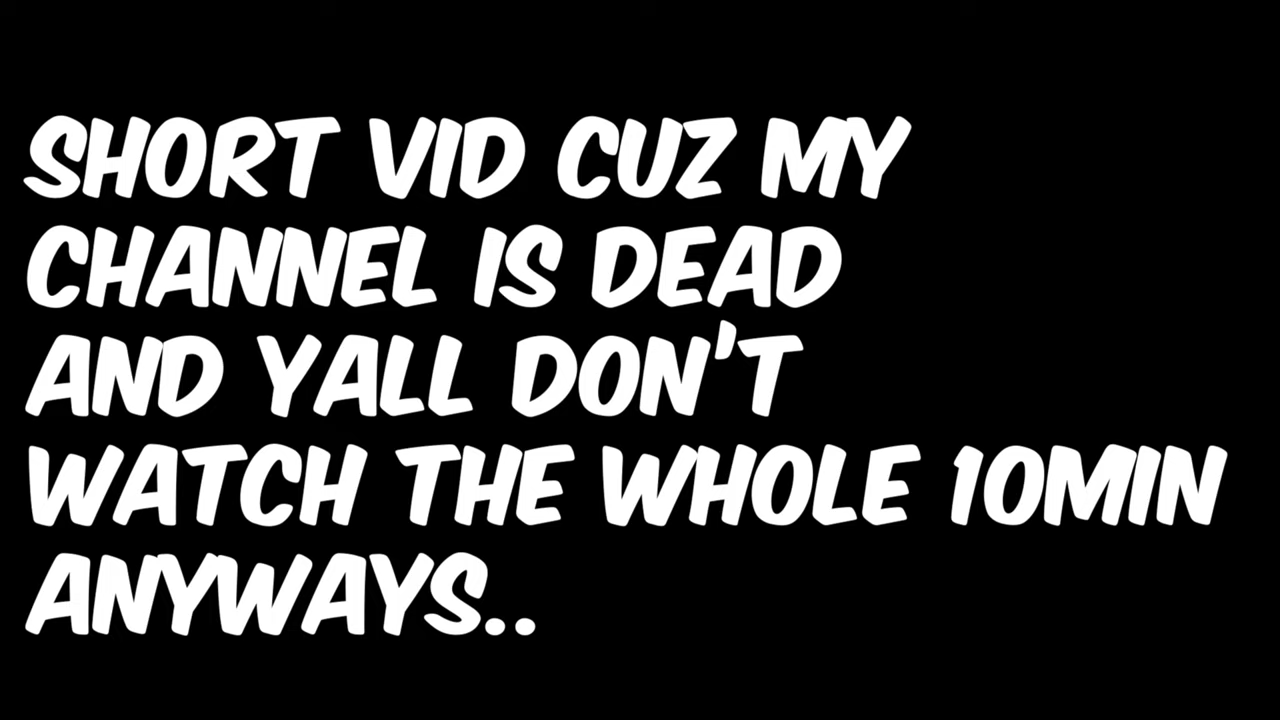 SHORT VID CUZ MY
CHANNEL IS DEAD
AND YALL DON'T
WATCH THE WHOLE 10MIN
ANYWAYS..